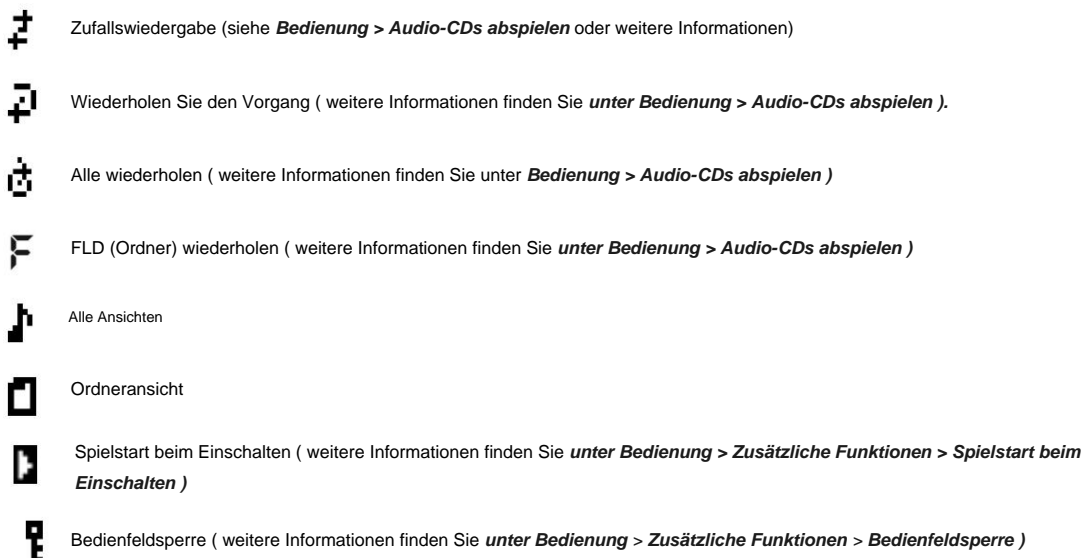 Zufallswiedergabe (siehe Bedienung > Audio-CDs abspielen oder weitere Informationen)
Wiederholen Sie den Vorgang ( weitere Informationen finden Sie unter Bedienung > Audio-CDs abspielen ).
Alle wiederholen ( weitere Informationen finden Sie unter Bedienung > Audio-CDs abspielen )
FLD (Ordner) wiederholen ( weitere Informationen finden Sie unter Bedienung > Audio-CDs abspielen )
Alle Ansichten
Ordneransicht
Spielstart beim Einschalten ( weitere Informationen finden Sie unter Bedienung > Zusätzliche Funktionen > Spielstart beim
Einschalten )
Bedienfeldsperre ( weitere Informationen finden Sie unter Bedienung > Zusätzliche Funktionen > Bedienfeldsperre )